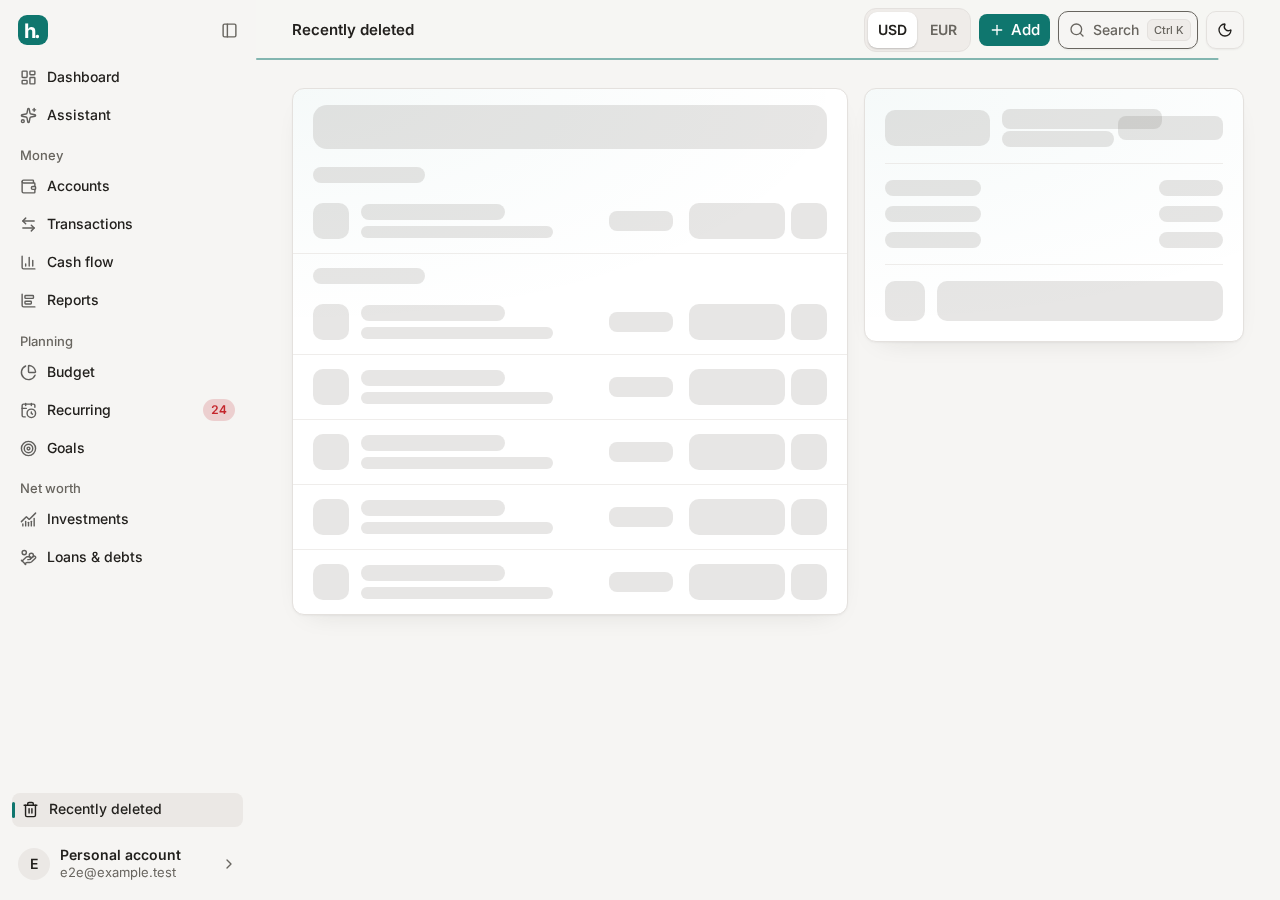 h.
Dashboard
Assistant
Money
Accounts
Transactions
Cash flow
Reports
Planning
Budget
Recurring 24
Goals
Net worth
Investments
Loans & debts
Recently deleted
E Personal account
e2e@example.test
Recently deleted
USD EUR Add Search Ctrl K